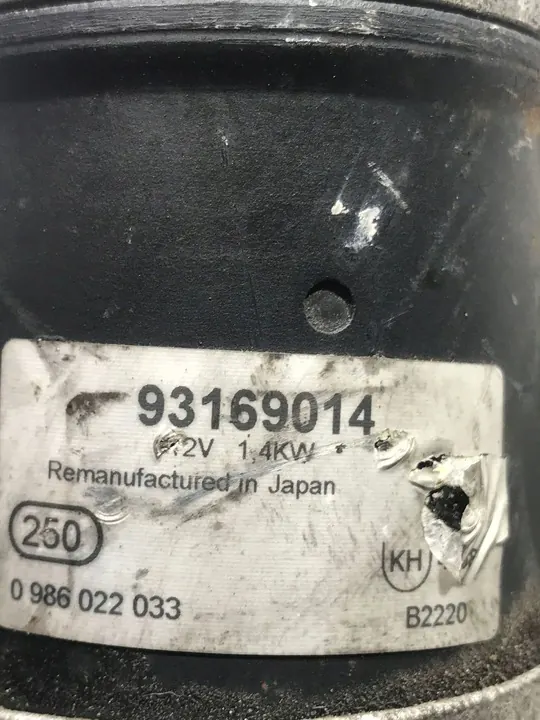 93169014
12V 1,4KW
Remanufactured in Japan
250
KH
0 986 022 033
B2220